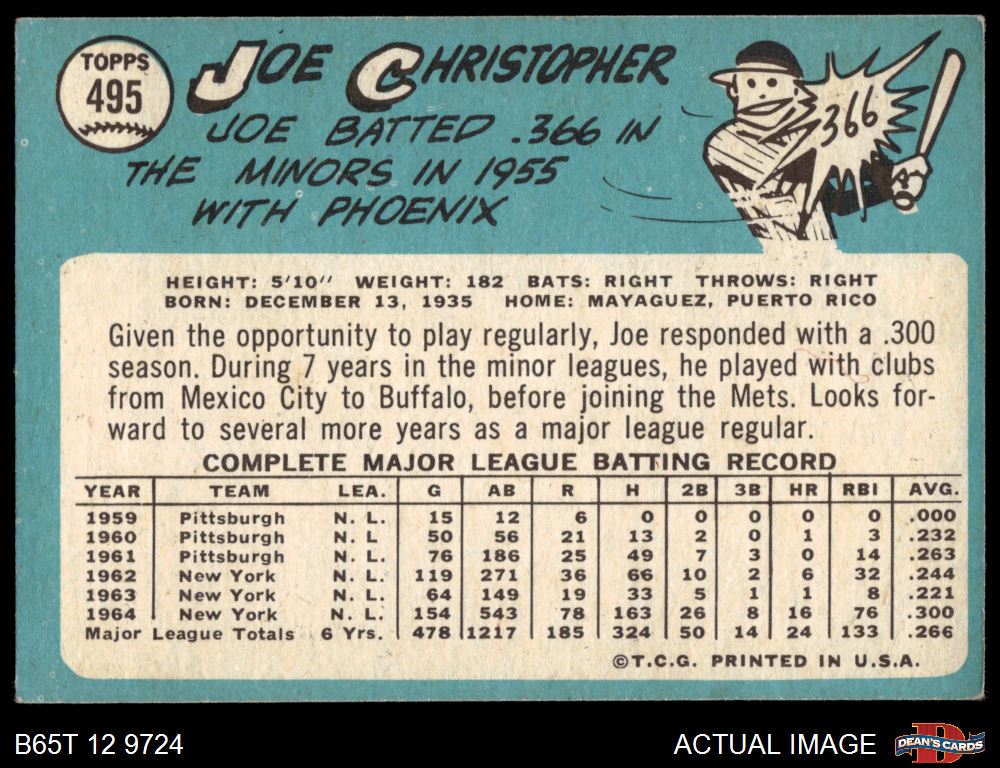 TOPPS
495
JOE CHRISTOPHER
JOE BATTED .366 IN
THE MINORS IN 1955
WITH PHOENIX
366
HEIGHT: 5'10" WEIGHT: 182 BATS: RIGHT THROWS: RIGHT
BORN: DECEMBER 13, 1935 HOME: MAYAGUEZ, PUERTO RICO
Given the opportunity to play regularly, Joe responded with a .300
season. During 7 years in the minor leagues, he played with clubs
from Mexico City to Buffalo, before joining the Mets. Looks for-
ward to several more years as a major league regular.
COMPLETE MAJOR LEAGUE BATTING RECORD
YEAR TEAM LEA. G AB R H 2B 3B HR RBI AVG.
1959 Pittsburgh N. L. 15 12 6 0 0 0 0 0 .000
1960 Pittsburgh N. L 50 56 21 13 2 0 1 3 .232
1961 Pittsburgh N. L. 76 186 25 49 7 3 0 14 .263
1962 New York N. L. 119 271 36 66 10 2 6 32 .244
1963 New York N. L. 64 149 19 33 5 1 1 8 .221
1964 New York N. L. 154 543 78 163 26 8 16 76 .300
Major League Totals 6 Yrs. 478 1217 185 324 50 14 24 133 .266
©T.C.G. PRINTED IN U.S.A.
B65T 12 9724
ACTUAL IMAGE
D
DEAN'S CARDS